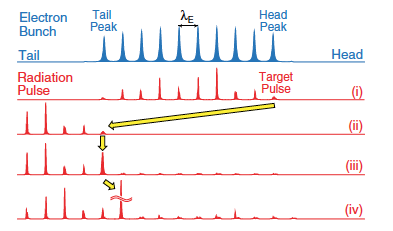 Electron
Bunch
Tail
Peak
λE
Head
Peak
Tail
Head
Radiation
Pulse
Target
Pulse
(i)
(ii)
(iii)
(iv)